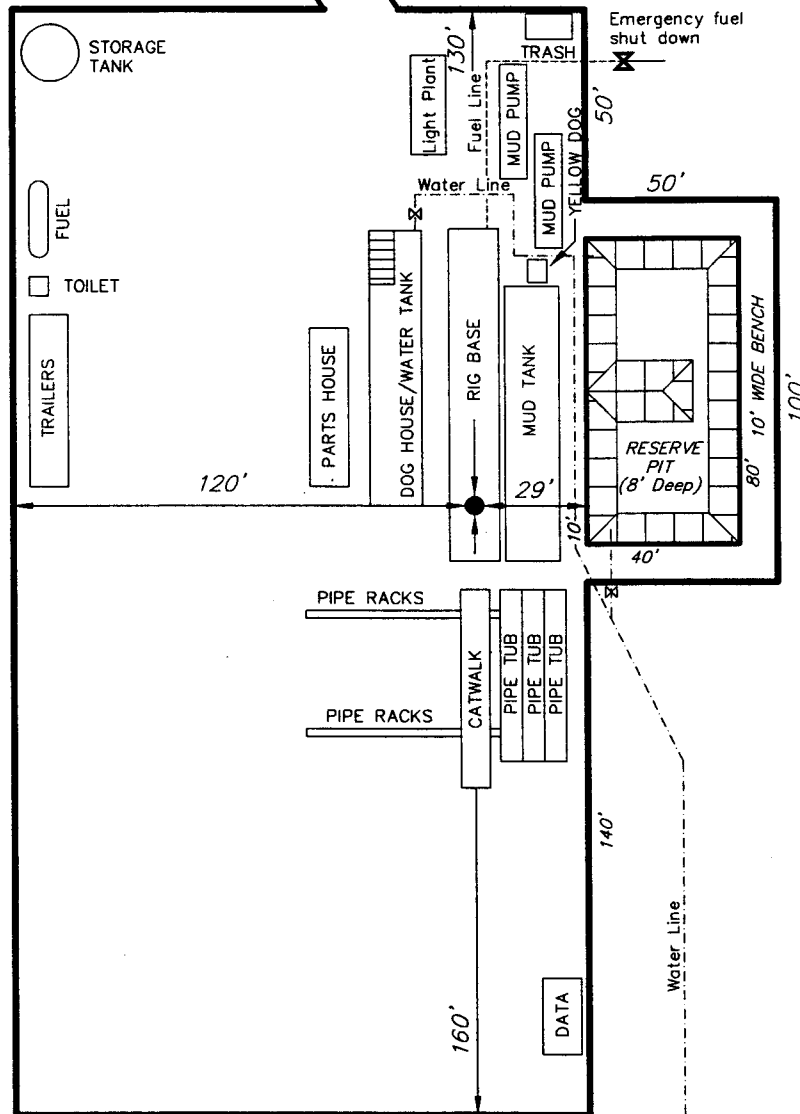 STORAGE
TANK
130'
TRASH
Emergency fuel
shut down
Light Plant
Fuel Line
MUD PUMP
50'
YELLOW DOG
MUD PUMP
Water Line
50'
FUEL
TOILET
TRAILERS
PARTS HOUSE
DOG HOUSE/WATER TANK
RIG BASE
MUD TANK
RESERVE
PIT
(8' Deep)
80'
10' WIDE BENCH
100'
120'
29'
10'
40'
PIPE RACKS
CATWALK
PIPE TUB
PIPE TUB
PIPE TUB
PIPE RACKS
140'
Water Line
160'
DATA